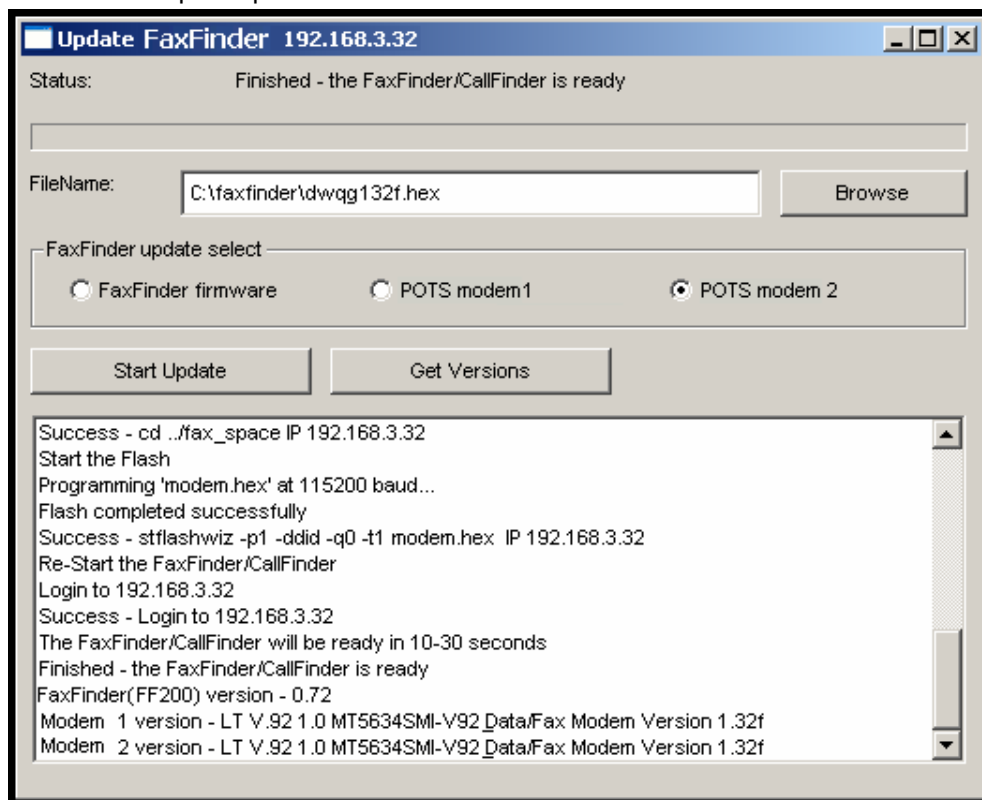 Update FaxFinder 192.168.3.32
Status: Finished - the FaxFinder/CallFinder is ready
FileName: C:\faxfinder\dwqg132f.hex Browse
FaxFinder update select
FaxFinder firmware POTS modem1 POTS modem 2
Start Update Get Versions
Success - cd ../fax_space IP 192.168.3.32
Start the Flash
Programming 'modem.hex' at 115200 baud...
Flash completed successfully
Success - stflashwiz -p1 -ddid -q0 -t1 modem.hex IP 192.168.3.32
Re-Start the FaxFinder/CallFinder
Login to 192.168.3.32
Success - Login to 192.168.3.32
The FaxFinder/CallFinder will be ready in 10-30 seconds
Finished - the FaxFinder/CallFinder is ready
FaxFinder(FF200) version - 0.72
Modem 1 version - LT V.92 1.0 MT5634SMI-V92 Data/Fax Modem Version 1.32f
Modem 2 version - LT V.92 1.0 MT5634SMI-V92 Data/Fax Modem Version 1.32f